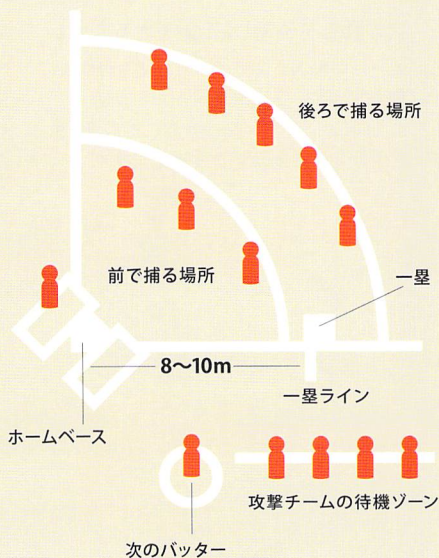 後ろで捕る場所
前で捕る場所
一塁
8〜10m
一塁ライン
ホームベース
攻撃チームの待機ゾーン
次のバッター